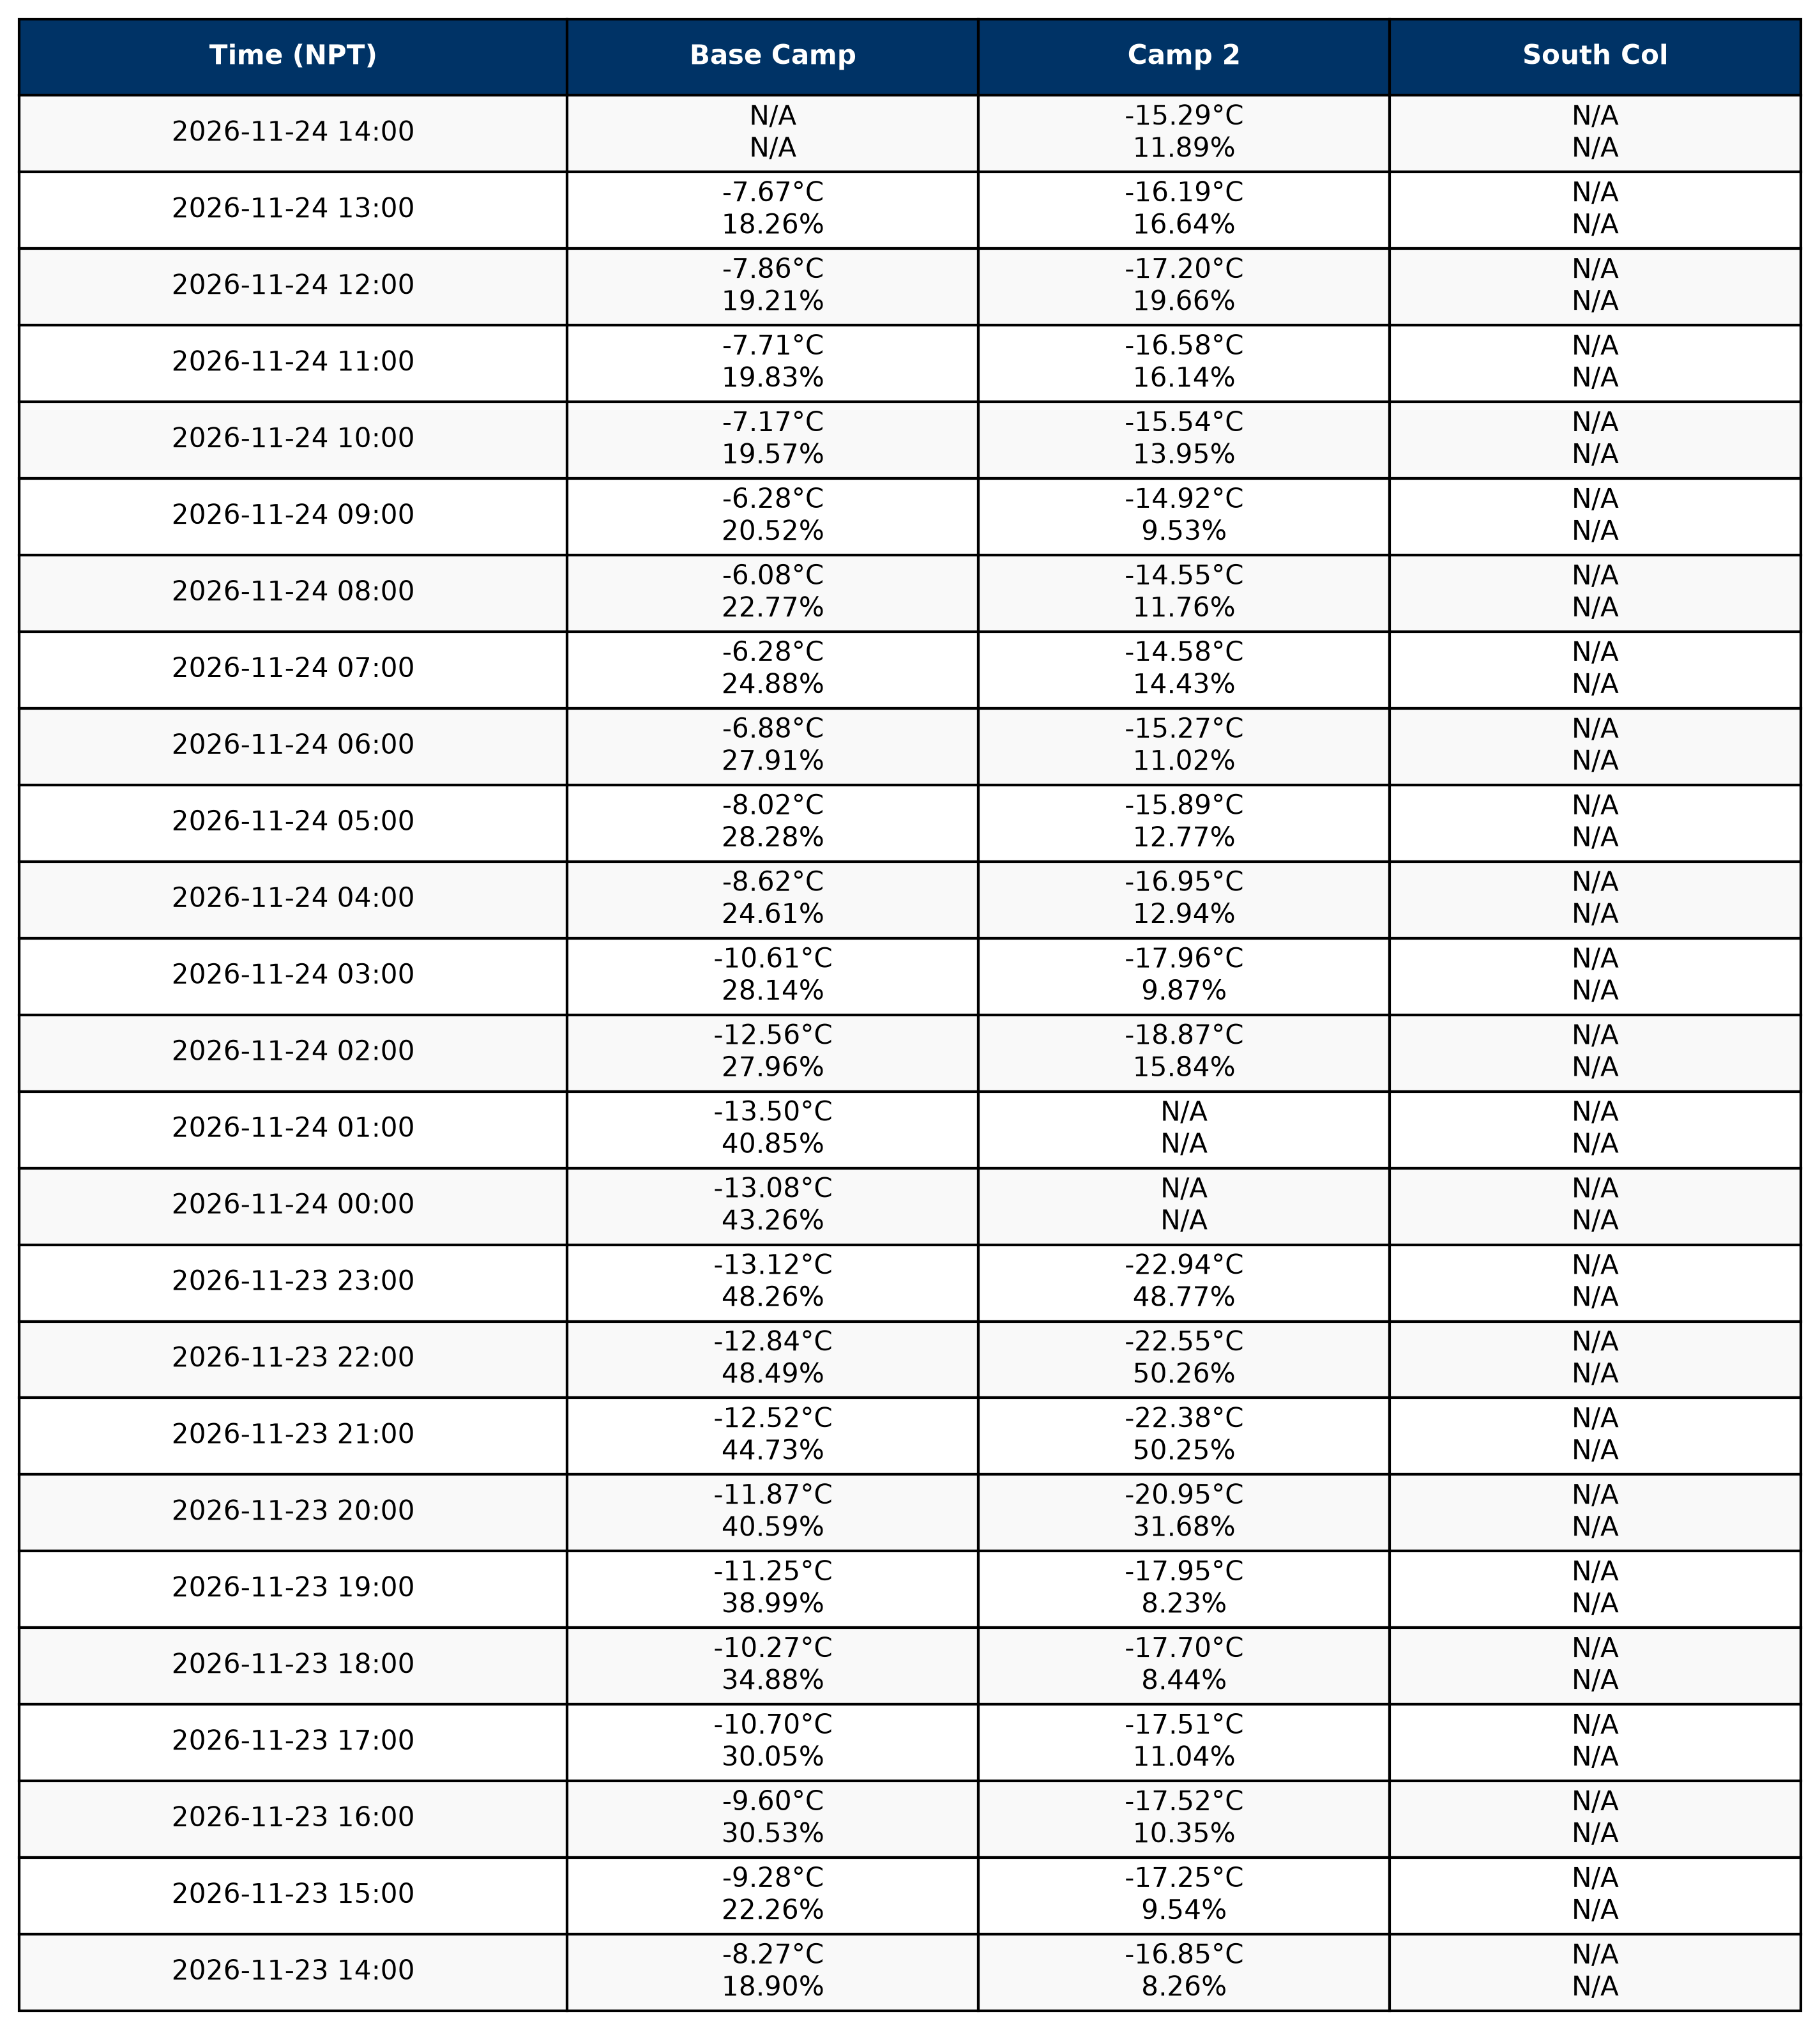 Time (NPT) Base Camp Camp 2 South Col
2026-11-24 14:00 N/A N/A -15.29°C 11.89% N/A N/A
2026-11-24 13:00 -7.67°C 18.26% -16.19°C 16.64% N/A N/A
2026-11-24 12:00 -7.86°C 19.21% -17.20°C 19.66% N/A N/A
2026-11-24 11:00 -7.71°C 19.83% -16.58°C 16.14% N/A N/A
2026-11-24 10:00 -7.17°C 19.57% -15.54°C 13.95% N/A N/A
2026-11-24 09:00 -6.28°C 20.52% -14.92°C 9.53% N/A N/A
2026-11-24 08:00 -6.08°C 22.77% -14.55°C 11.76% N/A N/A
2026-11-24 07:00 -6.28°C 24.88% -14.58°C 14.43% N/A N/A
2026-11-24 06:00 -6.88°C 27.91% -15.27°C 11.02% N/A N/A
2026-11-24 05:00 -8.02°C 28.28% -15.89°C 12.77% N/A N/A
2026-11-24 04:00 -8.62°C 24.61% -16.95°C 12.94% N/A N/A
2026-11-24 03:00 -10.61°C 28.14% -17.96°C 9.87% N/A N/A
2026-11-24 02:00 -12.56°C 27.96% -18.87°C 15.84% N/A N/A
2026-11-24 01:00 -13.50°C 40.85% N/A N/A N/A N/A
2026-11-24 00:00 -13.08°C 43.26% N/A N/A N/A N/A
2026-11-23 23:00 -13.12°C 48.26% -22.94°C 48.77% N/A N/A
2026-11-23 22:00 -12.84°C 48.49% -22.55°C 50.26% N/A N/A
2026-11-23 21:00 -12.52°C 44.73% -22.38°C 50.25% N/A N/A
2026-11-23 20:00 -11.87°C 40.59% -20.95°C 31.68% N/A N/A
2026-11-23 19:00 -11.25°C 38.99% -17.95°C 8.23% N/A N/A
2026-11-23 18:00 -10.27°C 34.88% -17.70°C 8.44% N/A N/A
2026-11-23 17:00 -10.70°C 30.05% -17.51°C 11.04% N/A N/A
2026-11-23 16:00 -9.60°C 30.53% -17.52°C 10.35% N/A N/A
2026-11-23 15:00 -9.28°C 22.26% -17.25°C 9.54% N/A N/A
2026-11-23 14:00 -8.27°C 18.90% -16.85°C 8.26% N/A N/A